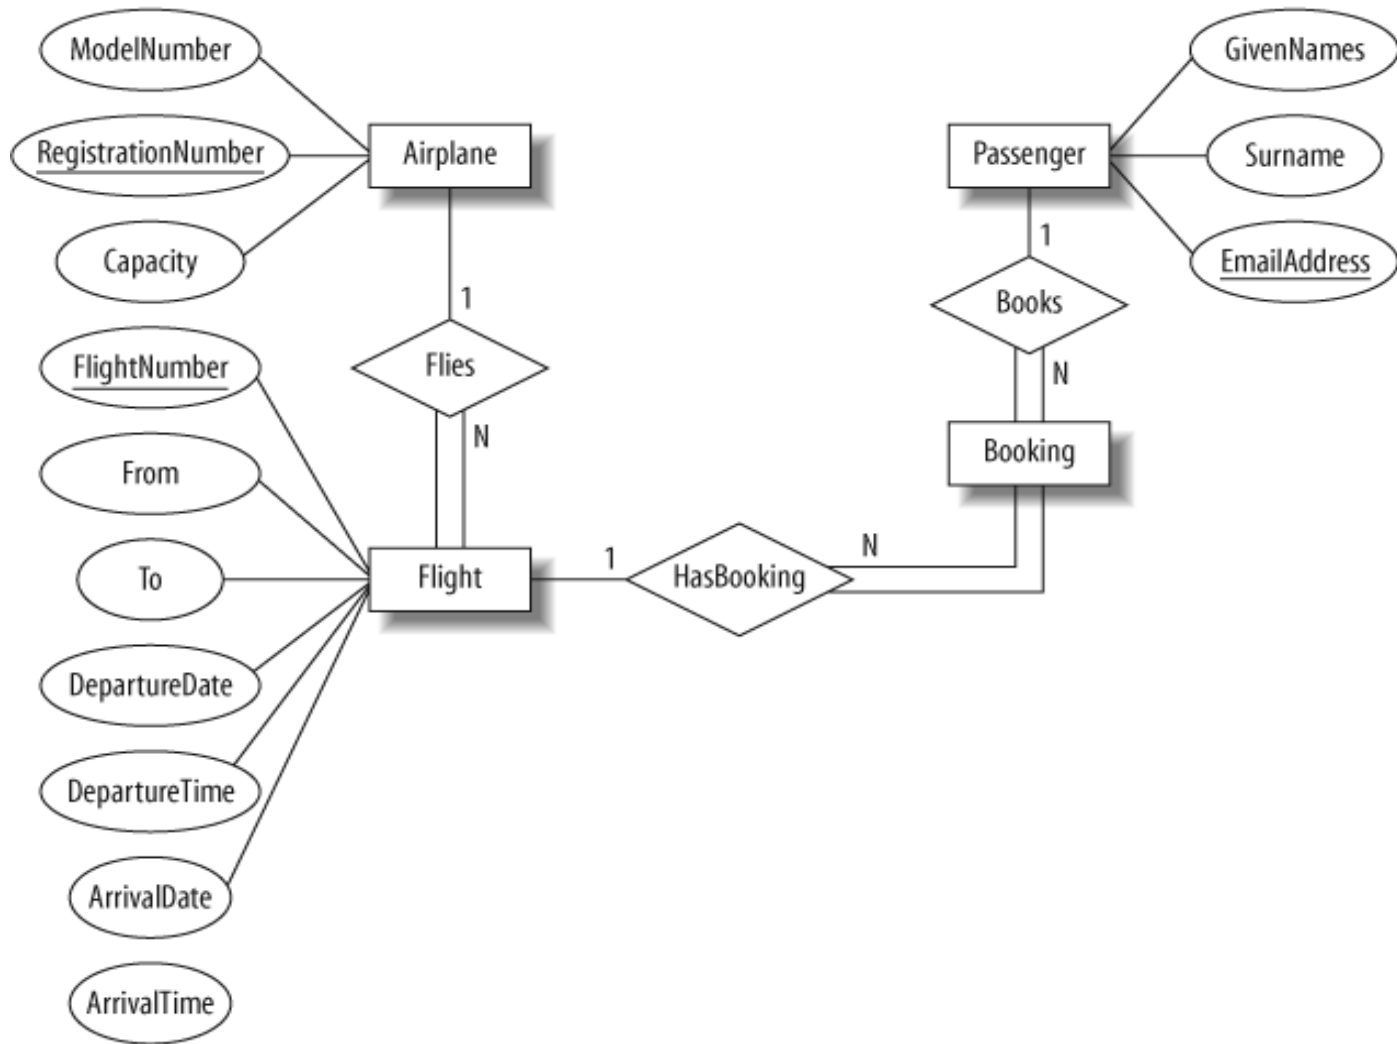 ModelNumber
GivenNames
RegistrationNumber
Airplane
Passenger
Surname
Capacity
EmailAddress
1
1
Books
FlightNumber
Flies
N
N
From
Booking
N
1
To
Flight
HasBooking
DepartureDate
DepartureTime
ArrivalDate
ArrivalTime